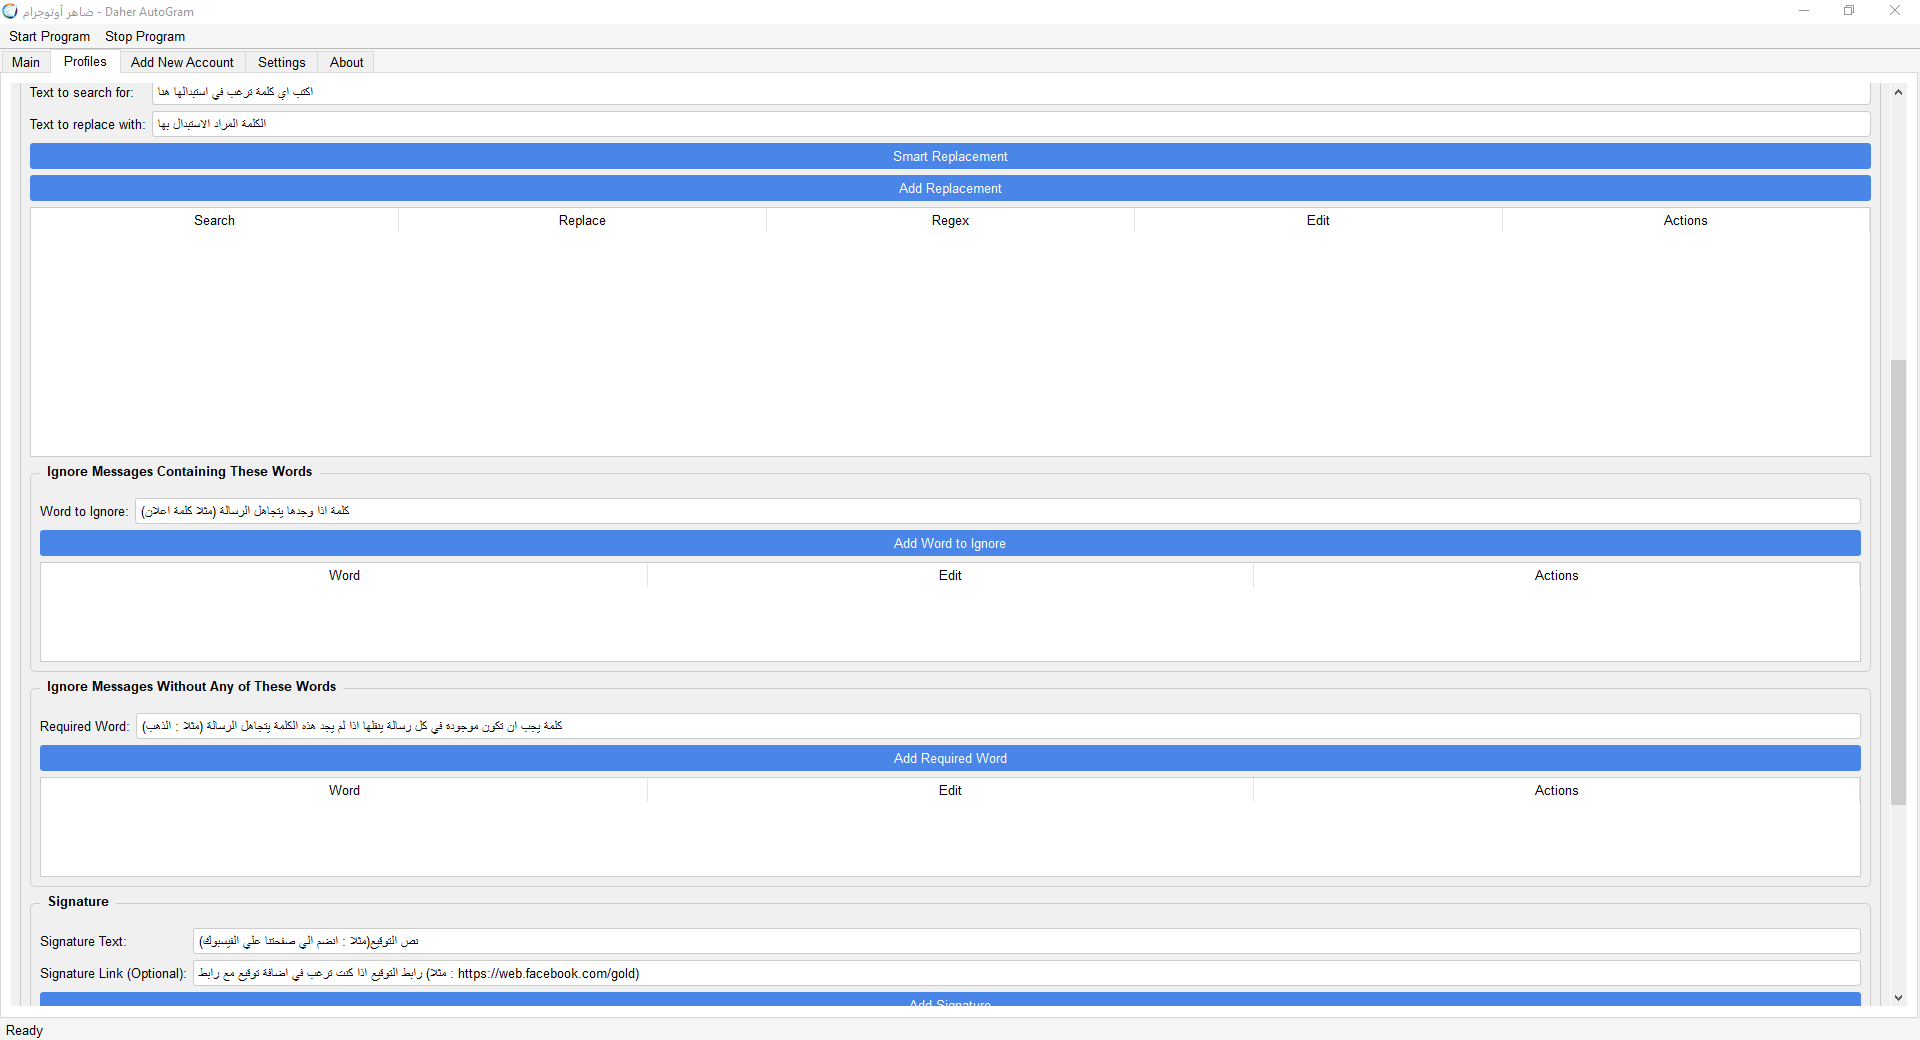 ضاهر أوتوجرام - Daher AutoGram
Start Program Stop Program
Main Profiles Add New Account Settings About
Text to search for: اكتب اي كلمة ترغب في استبدالها هنا
Text to replace with: الكلمة المراد الاستبدال بها
Smart Replacement
Add Replacement
Search Replace Regex Edit Actions
Ignore Messages Containing These Words
Word to Ignore: كلمة اذا وجدها يتجاهل الرسالة (مثلا كلمة اعلان)
Add Word to Ignore
Word Edit Actions
Ignore Messages Without Any of These Words
Required Word: كلمة يجب ان تكون موجودة في كل رسالة ينقلها اذا لم يجد هذه الكلمة يتجاهل الرسالة (مثلا : الذهب)
Add Required Word
Word Edit Actions
Signature
Signature Text: نص التوقيع(مثلا : انضم الي صفحتنا علي الفيسبوك)
Signature Link (Optional): رابط التوقيع اذا كنت ترغب في اضافة توقيع مع رابط (مثلا : https://web.facebook.com/gold)
Add Signature
Ready